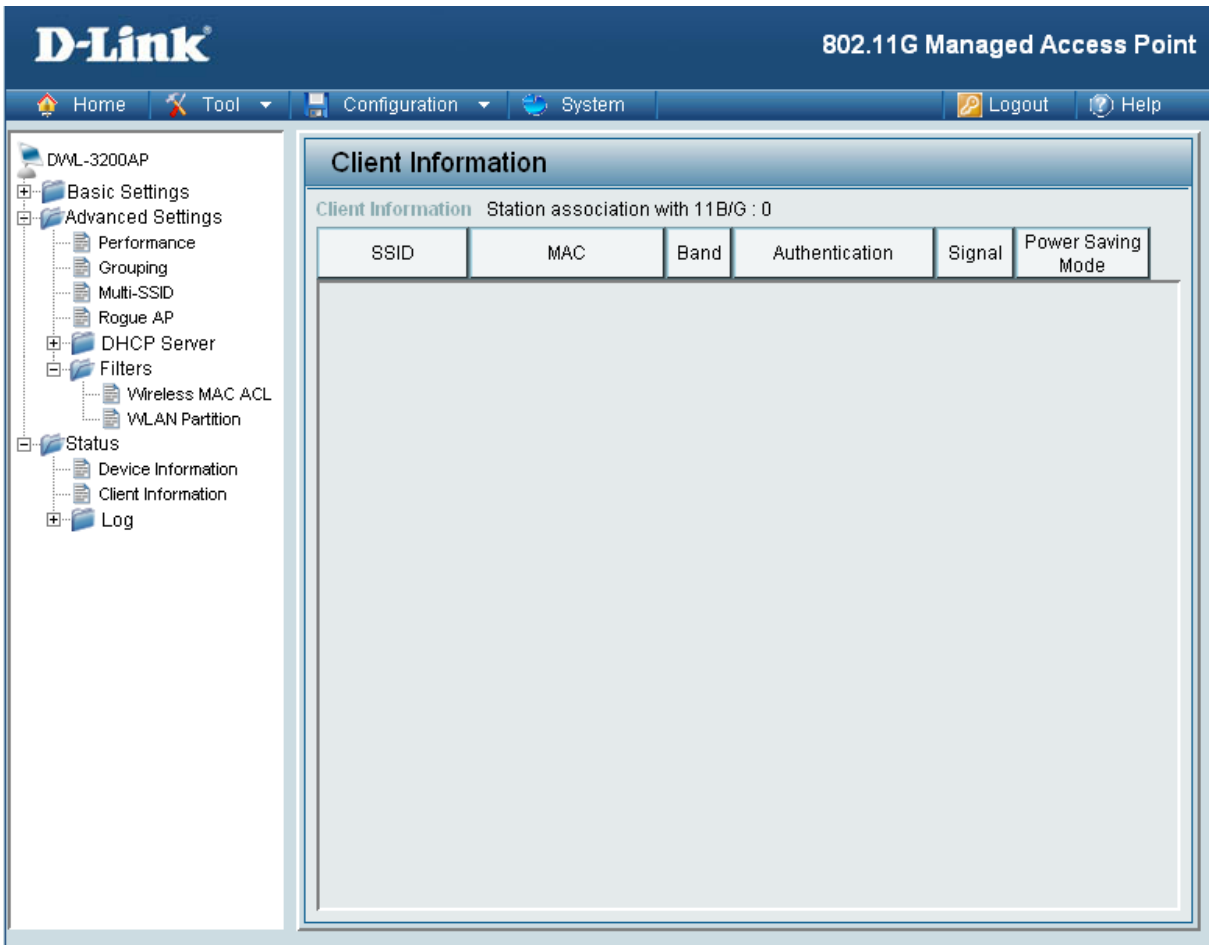 D-Link
802.11G Managed Access Point
Home Tool Configuration System Logout Help
DWL-3200AP
Basic Settings
Advanced Settings
Performance
Grouping
Multi-SSID
Rogue AP
DHCP Server
Filters
Wireless MAC ACL
WLAN Partition
Status
Device Information
Client Information
Log
Client Information
Client Information Station association with 11B/G : 0
SSID MAC Band Authentication Signal Power Saving Mode